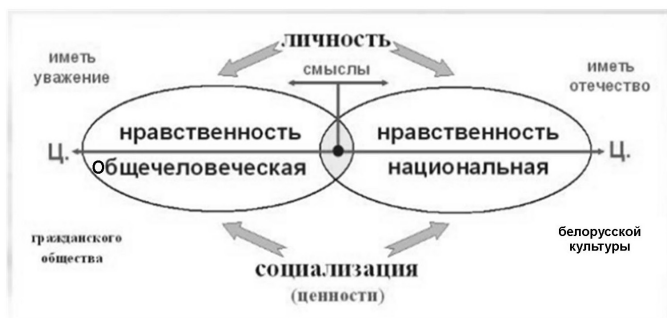 личность
иметь
уважение
смыслы
иметь
отечество
нравственность
нравственность
Ц.
Ц.
Общечеловеческая
национальная
гражданского
общества
белорусской
культуры
социализация
(ценности)